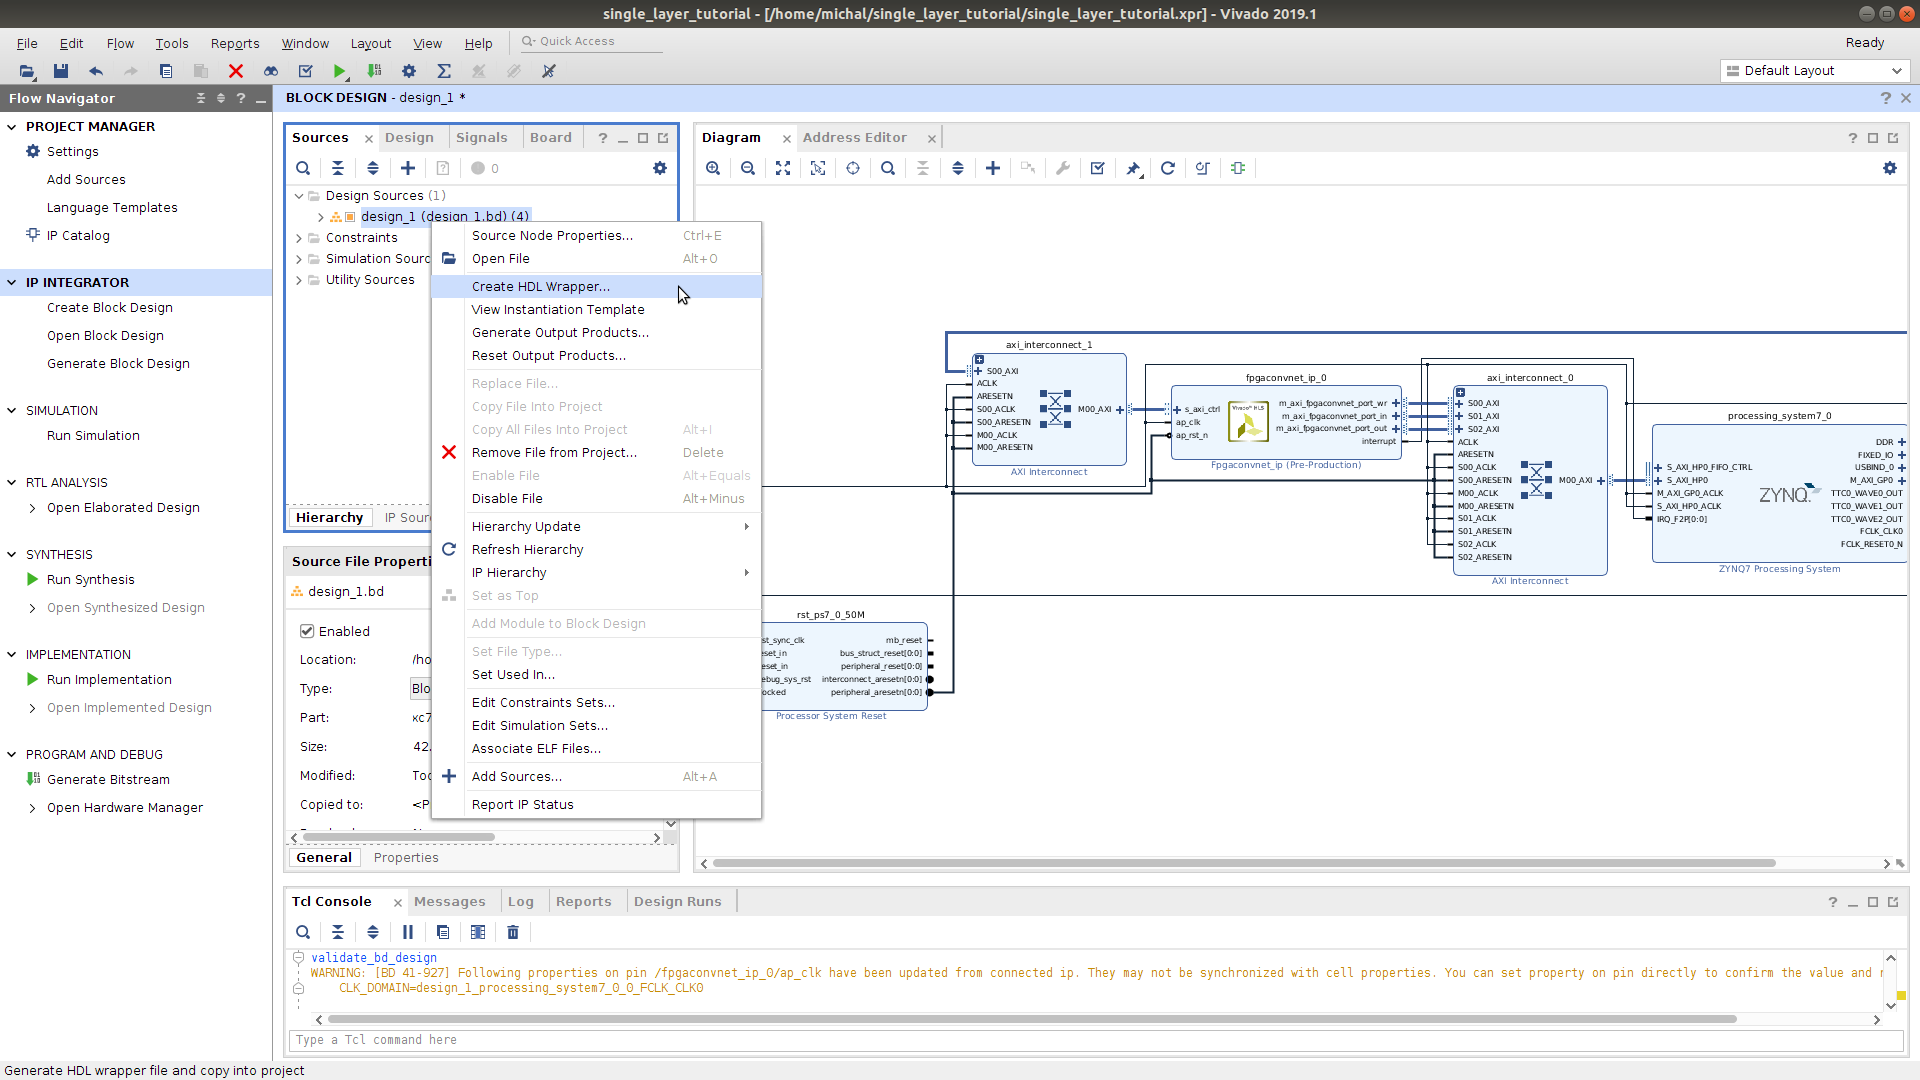 single_layer_tutorial - [/home/michal/single_layer_tutorial/single_layer_tutorial.xpr] - Vivado 2019.1
File Edit Flow Tools Reports Window Layout View Help Quick Access Ready
Default Layout
Flow Navigator
PROJECT MANAGER
Settings
Add Sources
Language Templates
IP Catalog
IP INTEGRATOR
Create Block Design
Open Block Design
Generate Block Design
SIMULATION
Run Simulation
RTL ANALYSIS
Open Elaborated Design
SYNTHESIS
Run Synthesis
Open Synthesized Design
IMPLEMENTATION
Run Implementation
Open Implemented Design
PROGRAM AND DEBUG
Generate Bitstream
Open Hardware Manager
BLOCK DESIGN - design_1 *
Sources Design Signals Board
0
Design Sources (1)
design_1 (design_1.bd) (4)
Constraints
Simulation Sourc
Utility Sources
Hierarchy IP Sour
Source File Properti
design_1.bd
Enabled
Location: /ho
Type: Blo
Part: xc7
Size: 42.
Modified: Too
Copied to: <P
General Properties
Source Node Properties... Ctrl+E
Open File Alt+O
Create HDL Wrapper...
View Instantiation Template
Generate Output Products...
Reset Output Products...
Replace File...
Copy File Into Project
Copy All Files Into Project Alt+I
Remove File from Project... Delete
Enable File Alt+Equals
Disable File Alt+Minus
Hierarchy Update
Refresh Hierarchy
IP Hierarchy
Set as Top
Add Module to Block Design
Set File Type...
Set Used In...
Edit Constraints Sets...
Edit Simulation Sets...
Associate ELF Files...
Add Sources... Alt+A
Report IP Status
Diagram Address Editor
axi_interconnect_1
S00_AXI
ACLK
ARESETN
S00_ACLK
S00_ARESETN
M00_ACLK
M00_ARESETN
M00_AXI
AXI Interconnect
fpgaconvnet_ip_0
s_axi_ctrl
ap_clk
ap_rst_n
Vivado HLS
m_axi_fpgaconvnet_port_wr
m_axi_fpgaconvnet_port_in
m_axi_fpgaconvnet_port_out
interrupt
Fpgaconvnet_ip (Pre-Production)
axi_interconnect_0
S00_AXI
S01_AXI
S02_AXI
ACLK
ARESETN
S00_ACLK
S00_ARESETN
M00_ACLK
M00_ARESETN
S01_ACLK
S01_ARESETN
S02_ACLK
S02_ARESETN
M00_AXI
AXI Interconnect
processing_system7_0
S_AXI_HP0_FIFO_CTRL
S_AXI_HP0
M_AXI_GP0_ACLK
S_AXI_HP0_ACLK
IRQ_F2P[0:0]
ZYNQ
DDR
FIXED_IO
USBIND_0
M_AXI_GP0
TTC0_WAVE0_OUT
TTC0_WAVE1_OUT
TTC0_WAVE2_OUT
FCLK_CLK0
FCLK_RESET0_N
ZYNQ7 Processing System
rst_ps7_0_50M
st_sync_clk
eset_in
eset_in
ebug_sys_rst
ocked
mb_reset
bus_struct_reset[0:0]
peripheral_reset[0:0]
interconnect_aresetn[0:0]
peripheral_aresetn[0:0]
Processor System Reset
Tcl Console Messages Log Reports Design Runs
validate_bd_design
WARNING: [BD 41-927] Following properties on pin /fpgaconvnet_ip_0/ap_clk have been updated from connected ip. They may not be synchronized with cell properties. You can set property on pin directly to confirm the value and r
CLK_DOMAIN=design_1_processing_system7_0_0_FCLK_CLK0
Type a Tcl command here
Generate HDL wrapper file and copy into project